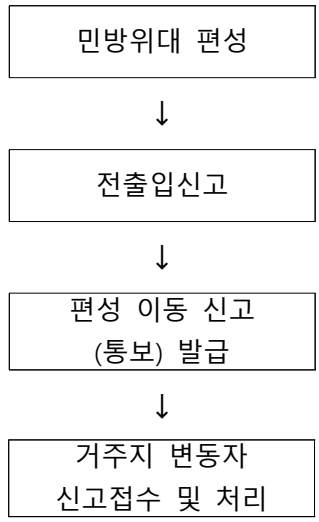 민방위대 편성
↓
전출입신고
↓
편성 이동 신고
(통보) 발급
↓
거주지 변동자
신고접수 및 처리